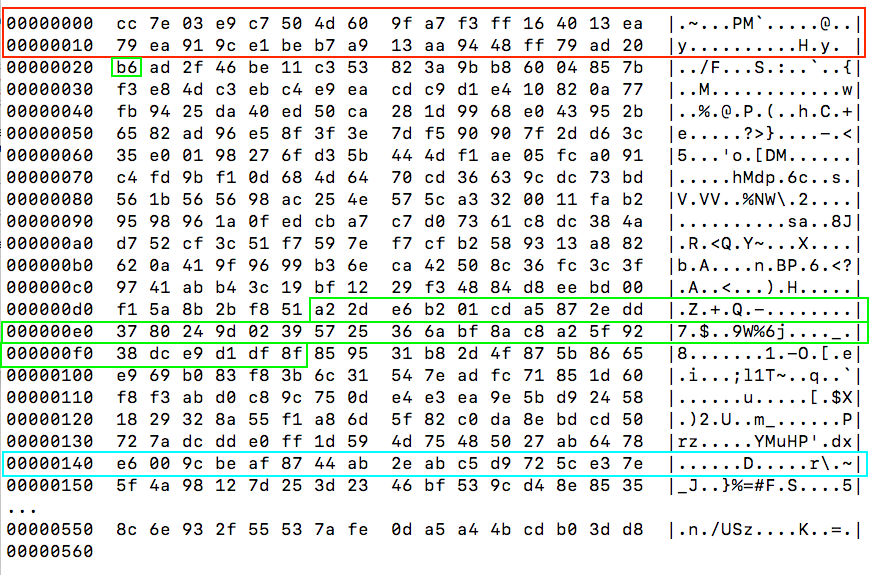 00000000  cc 7e 03 e9 c7 50 4d 60  9f a7 f3 ff 16 40 13 ea  |.~...PM`.....@..|
00000010  79 ea 91 9c e1 be b7 a9  13 aa 94 48 ff 79 ad 20  |y..........H.y. |
00000020  b6 ad 2f 46 be 11 c3 53  82 3a 9b b8 60 04 85 7b  |../F...S.:..`..{|
00000030  f3 e8 4d c3 eb c4 e9 ea  cd c9 d1 e4 10 82 0a 77  |..M............w|
00000040  fb 94 25 da 40 ed 50 ca  28 1d 99 68 e0 43 95 2b  |..%.@.P.(..h.C.+|
00000050  65 82 ad 96 e5 8f 3f 3e  7d f5 90 90 7f 2d d6 3c  |e.....?>}....-.<|
00000060  35 e0 01 98 27 6f d3 5b  44 4d f1 ae 05 fc a0 91  |5...'o.[DM......|
00000070  c4 fd 9b f1 0d 68 4d 64  70 cd 36 63 9c dc 73 bd  |.....hMdp.6c..s.|
00000080  56 1b 56 56 98 ac 25 4e  57 5c a3 32 00 11 fa b2  |V.VV..%NW\.2....|
00000090  95 98 96 1a 0f ed cb a7  c7 d0 73 61 c8 dc 38 4a  |..........sa..8J|
000000a0  d7 52 cf 3c 51 f7 59 7e  f7 cf b2 58 93 13 a8 82  |.R.<Q.Y~...X....|
000000b0  62 0a 41 9f 96 99 b3 6e  ca 42 50 8c 36 fc 3c 3f  |b.A....n.BP.6.<?|
000000c0  97 41 ab b4 3c 19 bf 12  29 f3 48 84 d8 ee bd 00  |.A..<...).H.....|
000000d0  f1 5a 8b 2b f8 51 a2 2d  e6 b2 01 cd a5 87 2e dd  |.Z.+.Q.-........|
000000e0  37 80 24 9d 02 39 57 25  36 6a bf 8a c8 a2 5f 92  |7.$..9W%6j...._.|
000000f0  38 dc e9 d1 df 8f 85 95  31 b8 2d 4f 87 5b 86 65  |8.......1.-O.[.e|
00000100  e9 69 b0 83 f8 3b 6c 31  54 7e ad fc 71 85 1d 60  |.i...;l1T~..q..`|
00000110  f8 f3 ab d0 c8 9c 75 0d  e4 e3 ea 9e 5b d9 24 58  |......u.....[.$X|
00000120  18 29 32 8a 55 f1 a8 6d  5f 82 c0 da 8e bd cd 50  |.)2.U..m_......P|
00000130  72 7a dc dd e0 ff 1d 59  4d 75 48 50 27 ab 64 78  |rz.....YMuHP'.dx|
00000140  e6 00 9c be af 87 44 ab  2e ab c5 d9 72 5c e3 7e  |......D.....r\.~|
00000150  5f 4a 98 12 7d 25 3d 23  46 bf 53 9c d4 8e 85 35  |_J..}%=#F.S....5|
...
00000550  8c 6e 93 2f 55 53 7a fe  0d a5 a4 4b cd b0 3d d8  |.n./USz....K..=.|
00000560